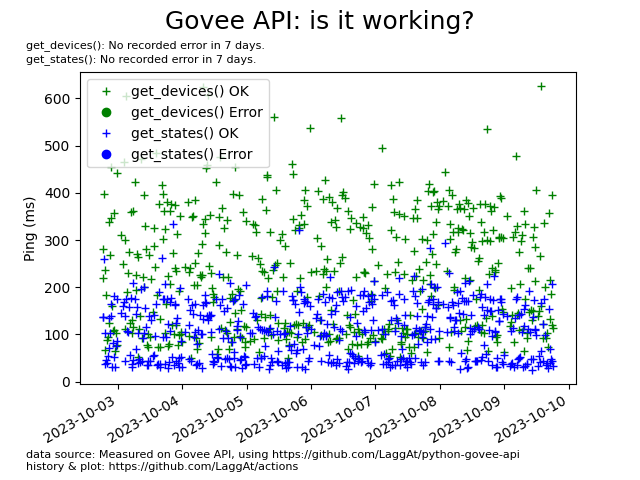 Govee API: is it working?
get_devices(): No recorded error in 7 days.
get_states(): No recorded error in 7 days.
get_devices() OK
get_devices() Error
get_states() OK
get_states() Error
Ping (ms)
600
500
400
300
200
100
0
2023-10-03
2023-10-04
2023-10-05
2023-10-06
2023-10-07
2023-10-08
2023-10-09
2023-10-10
data source: Measured on Govee API, using https://github.com/LaggAt/python-govee-api
history & plot: https://github.com/LaggAt/actions